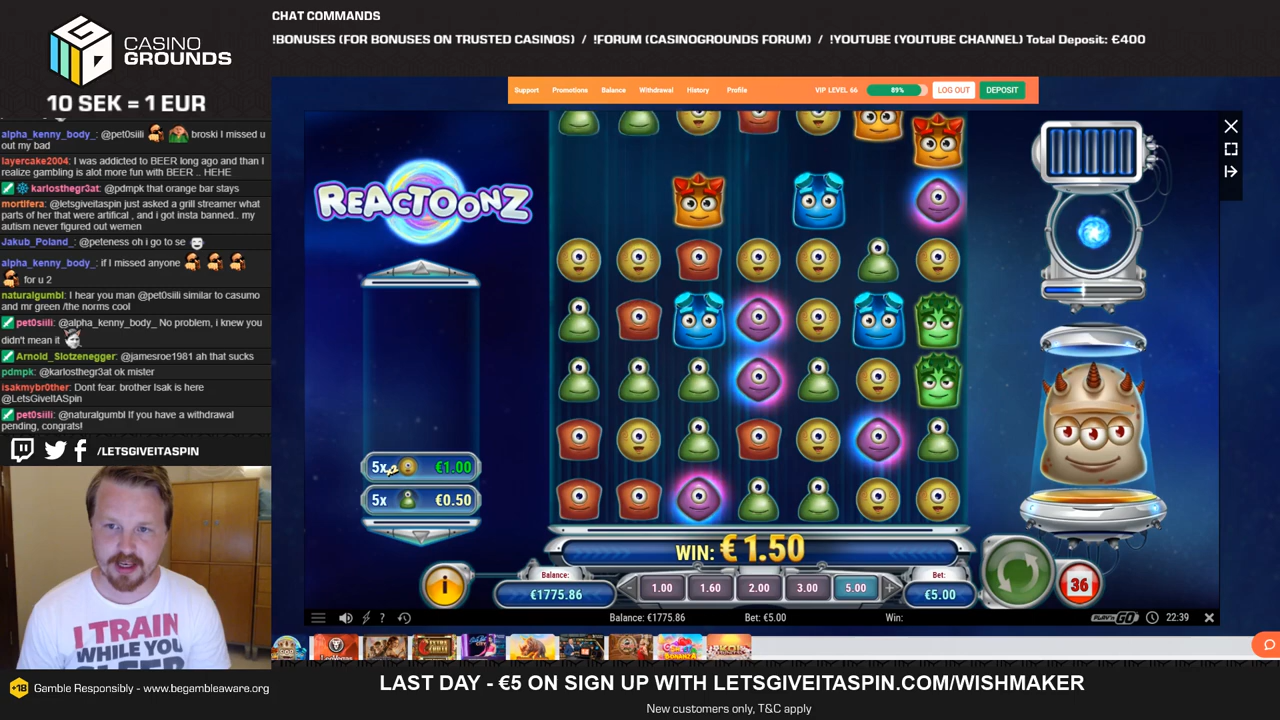 CHAT COMMANDS
!BONUSES (FOR BONUSES ON TRUSTED CASINOS) / !FORUM (CASINOGROUNDS FORUM) / !YOUTUBE (YOUTUBE CHANNEL) Total Deposit: €400
CASINO
GROUNDS
10 SEK = 1 EUR
alpha_kenny_body_: @pet0siili broski I missed u
out my bad
layercake2004: I was addicted to BEER long ago and than I
realize gambling is alot more fun with BEER .. HEHE
karlosthegr3at: @pdmpk that orange bar stays
mortifera: @letsgiveitaspin just asked a grill streamer what
parts of her that were artifical , and i got insta banned.. my
autism never figured out wemen
Jakub_Poland_: @peteness oh i go to se
alpha_kenny_body_: if I missed anyone
for u 2
naturalgumbl: I hear you man @pet0siili similar to casumo
and mr green /the norms cool
pet0siili: @alpha_kenny_body_ No problem, i knew you
didn't mean it
Arnold_Slotzenegger: @jamesroe1981 ah that sucks
pdmpk: @karlosthegr3at ok mister
isakmybr0ther: Dont fear. brother Isak is here
@LetsGiveItASpin
pet0siili: @naturalgumbl If you have a withdrawal
pending, congrats!
/LETSGIVEITASPIN
I TRAIN
WHILE YOU
Support Promotions Balance Withdrawal History Profile VIP LEVEL 66 89% LOG OUT DEPOSIT
REACTOONZ
5x €1.00
5x €0.50
WIN: €1.50
Balance:
€1775.86
1.00 1.60 2.00 3.00 5.00
Bet:
€5.00
36
Balance: €1775.86 Bet: €5.00 Win: PLAY'N GO 22:39
+18 Gamble Responsibly - www.begambleaware.org
LAST DAY - €5 ON SIGN UP WITH LETSGIVEITASPIN.COM/WISHMAKER
New customers only, T&C apply